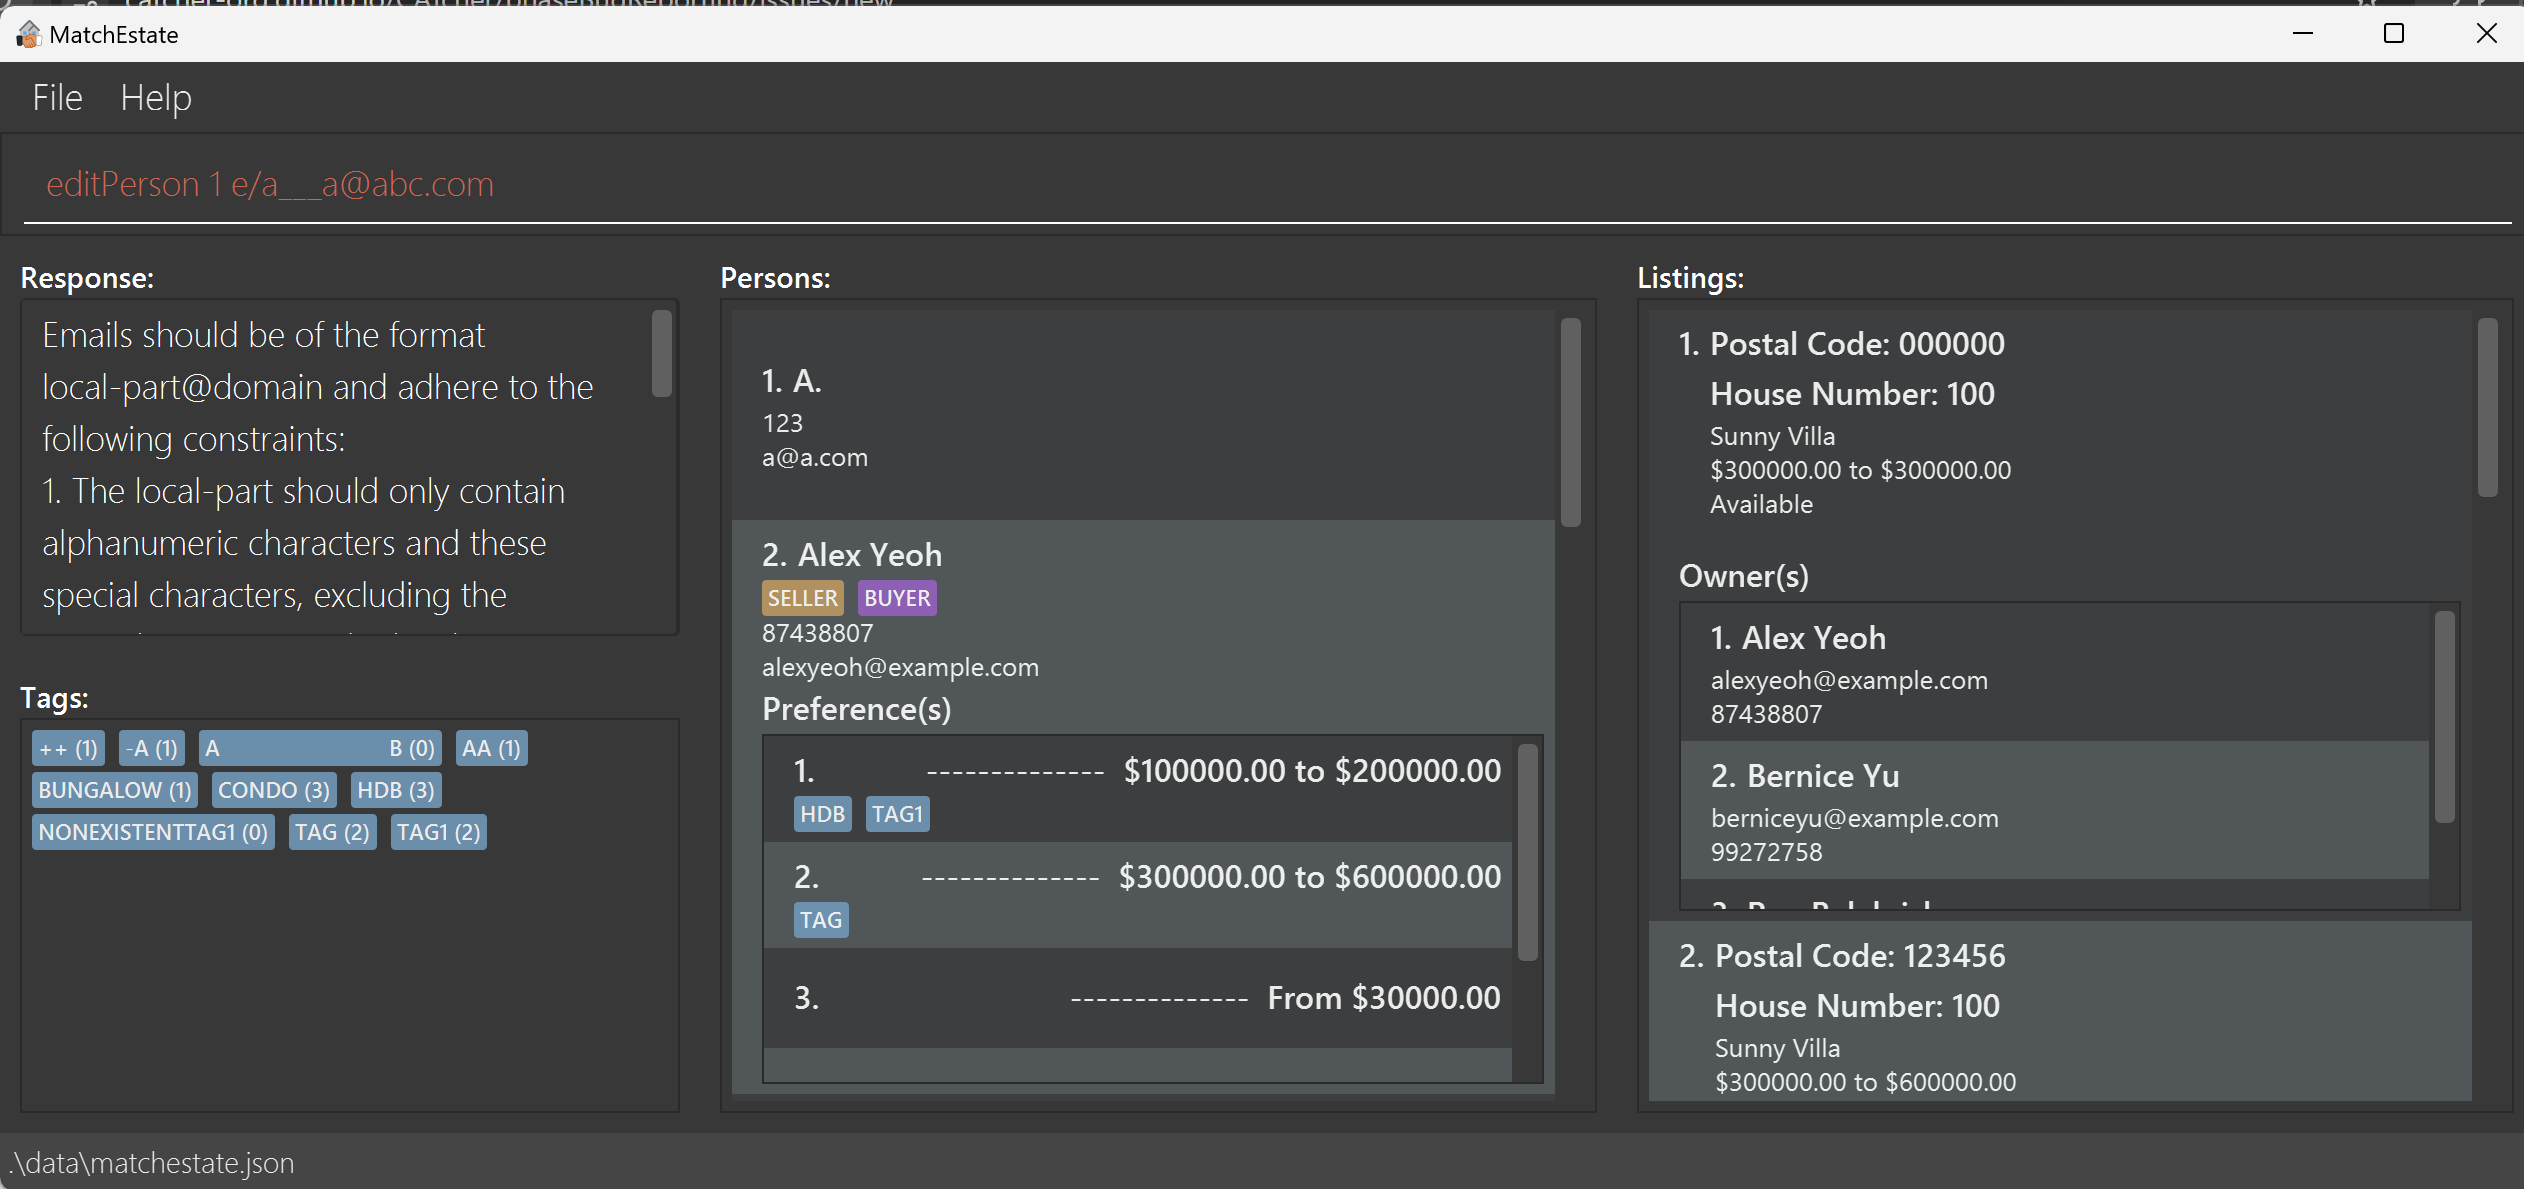 MatchEstate
File Help
editPerson 1 e/a___a@abc.com
Response:
Emails should be of the format
local-part@domain and adhere to the
following constraints:
1. The local-part should only contain
alphanumeric characters and these
special characters, excluding the
Tags:
++ (1) -A (1) A B (0) AA (1)
BUNGALOW (1) CONDO (3) HDB (3)
NONEXISTENTTAG1 (0) TAG (2) TAG1 (2)
Persons:
1. A.
123
a@a.com
2. Alex Yeoh
SELLER BUYER
87438807
alexyeoh@example.com
Preference(s)
1. -------------- $100000.00 to $200000.00
HDB TAG1
2. -------------- $300000.00 to $600000.00
TAG
3. -------------- From $30000.00
Listings:
1. Postal Code: 000000
House Number: 100
Sunny Villa
$300000.00 to $300000.00
Available
Owner(s)
1. Alex Yeoh
alexyeoh@example.com
87438807
2. Bernice Yu
berniceyu@example.com
99272758
2. Postal Code: 123456
House Number: 100
Sunny Villa
$300000.00 to $600000.00
.\data\matchestate.json